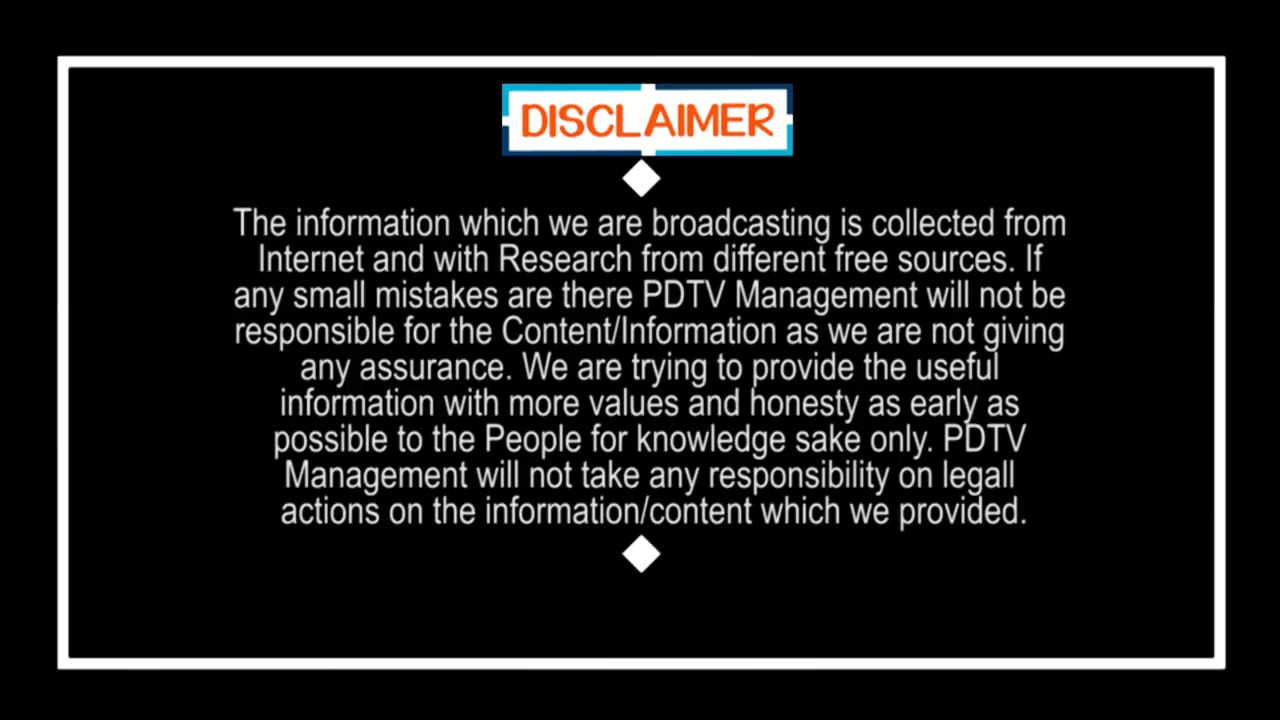 DISCLAIMER
The information which we are broadcasting is collected from
Internet and with Research from different free sources. If
any small mistakes are there PDTV Management will not be
responsible for the Content/Information as we are not giving
any assurance. We are trying to provide the useful
information with more values and honesty as early as
possible to the People for knowledge sake only. PDTV
Management will not take any responsibility on legall
actions on the information/content which we provided.